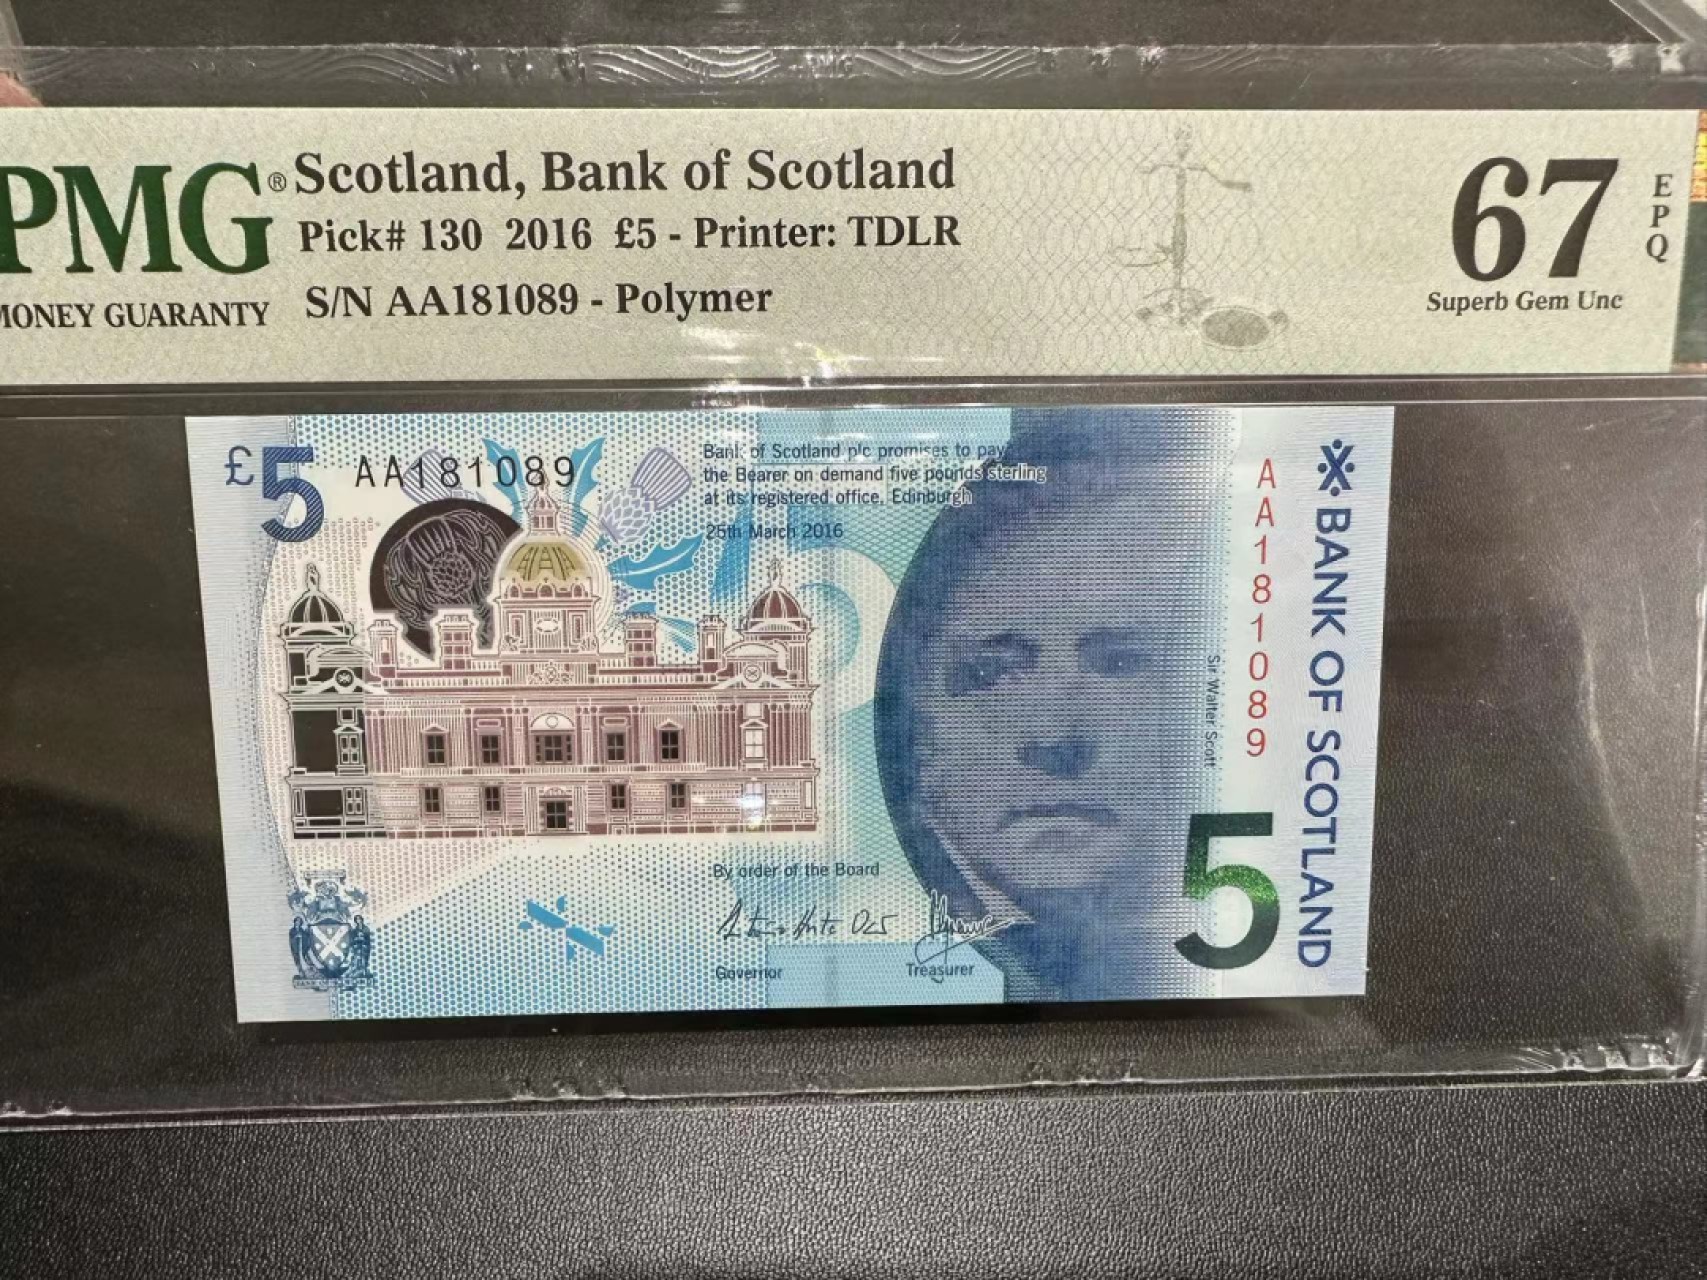 PMG® Scotland, Bank of Scotland
Pick# 130 2016 £5 - Printer: TDLR
MONEY GUARANTY S/N AA181089 - Polymer
67
EPQ
Superb Gem Unc
£5 AA181089
Bank of Scotland plc promises to pay
the Bearer on demand five pounds sterling
at its registered office, Edinburgh
25th March 2016
AA181089
BANK OF SCOTLAND
Sir Walter Scott
5
By order of the Board
Governor
Treasurer